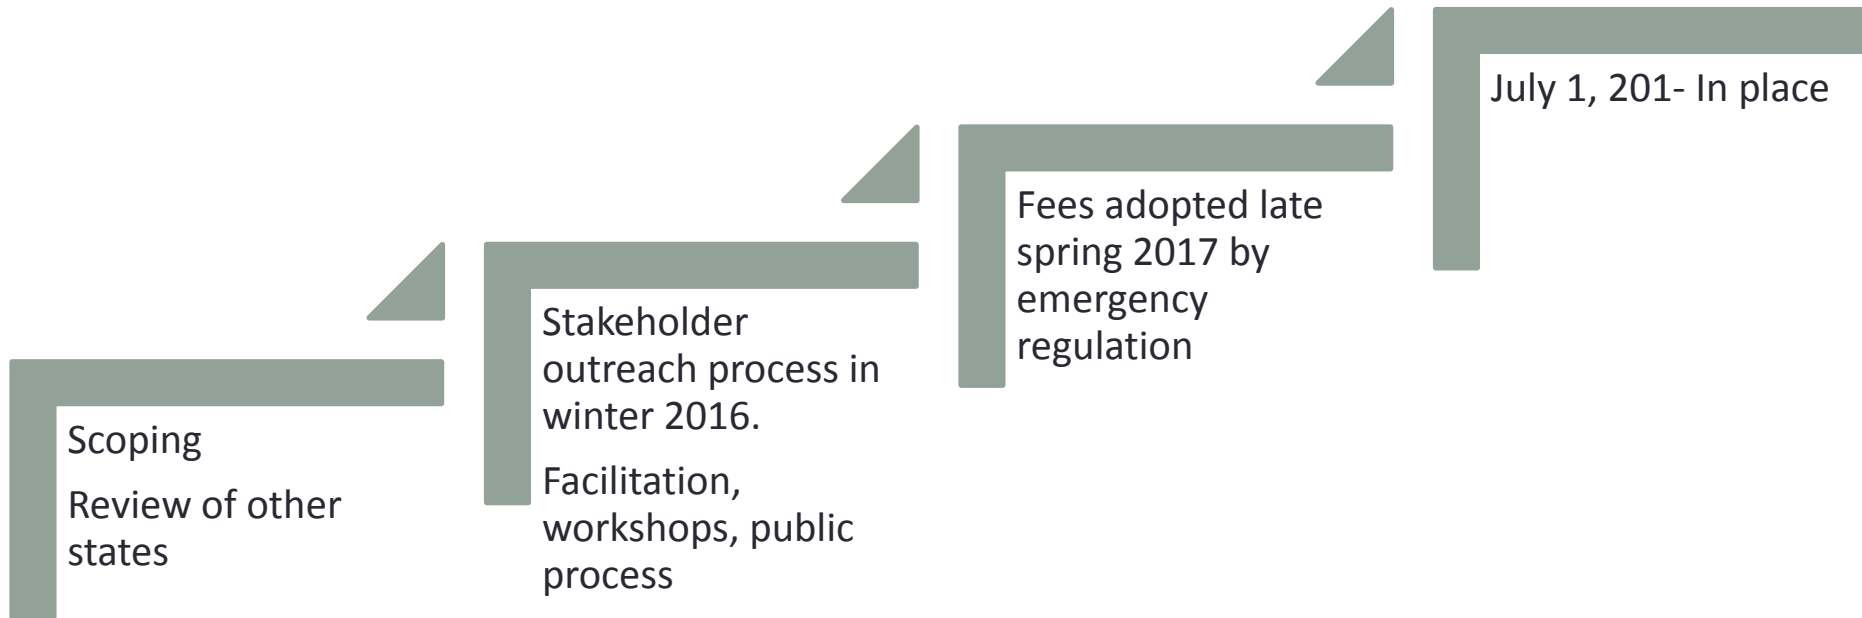 Scoping
Review of other
states
Stakeholder
outreach process in
winter 2016.
Facilitation,
workshops, public
process
Fees adopted late
spring 2017 by
emergency
regulation
July 1, 201- In place